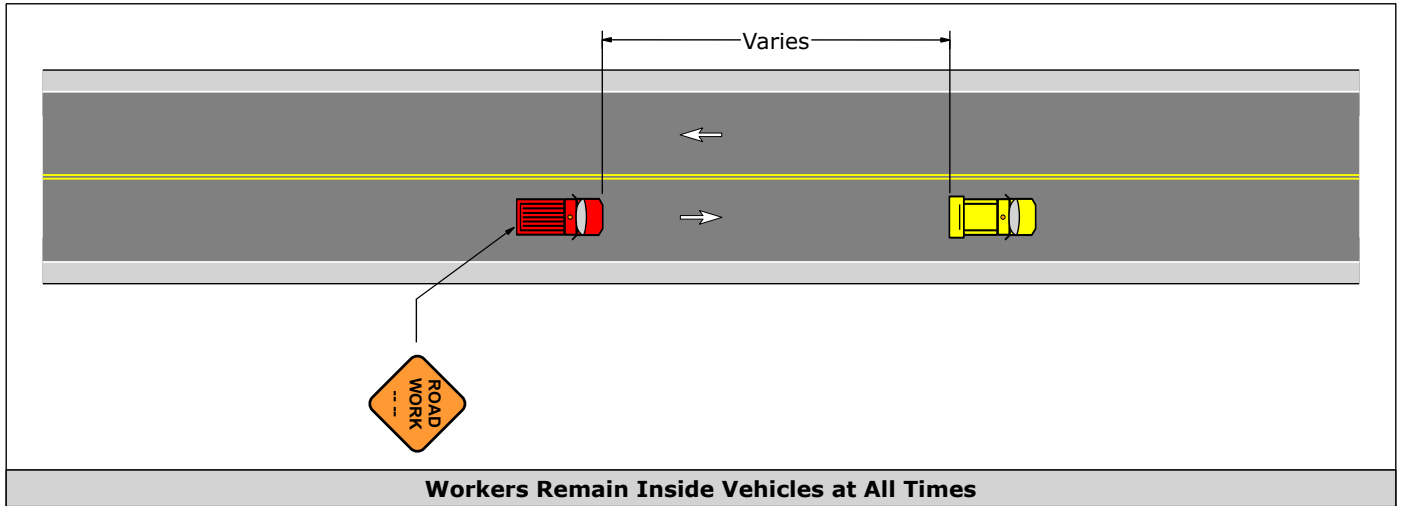 Varies
ROAD
WORK
-- --
Workers Remain Inside Vehicles at All Times